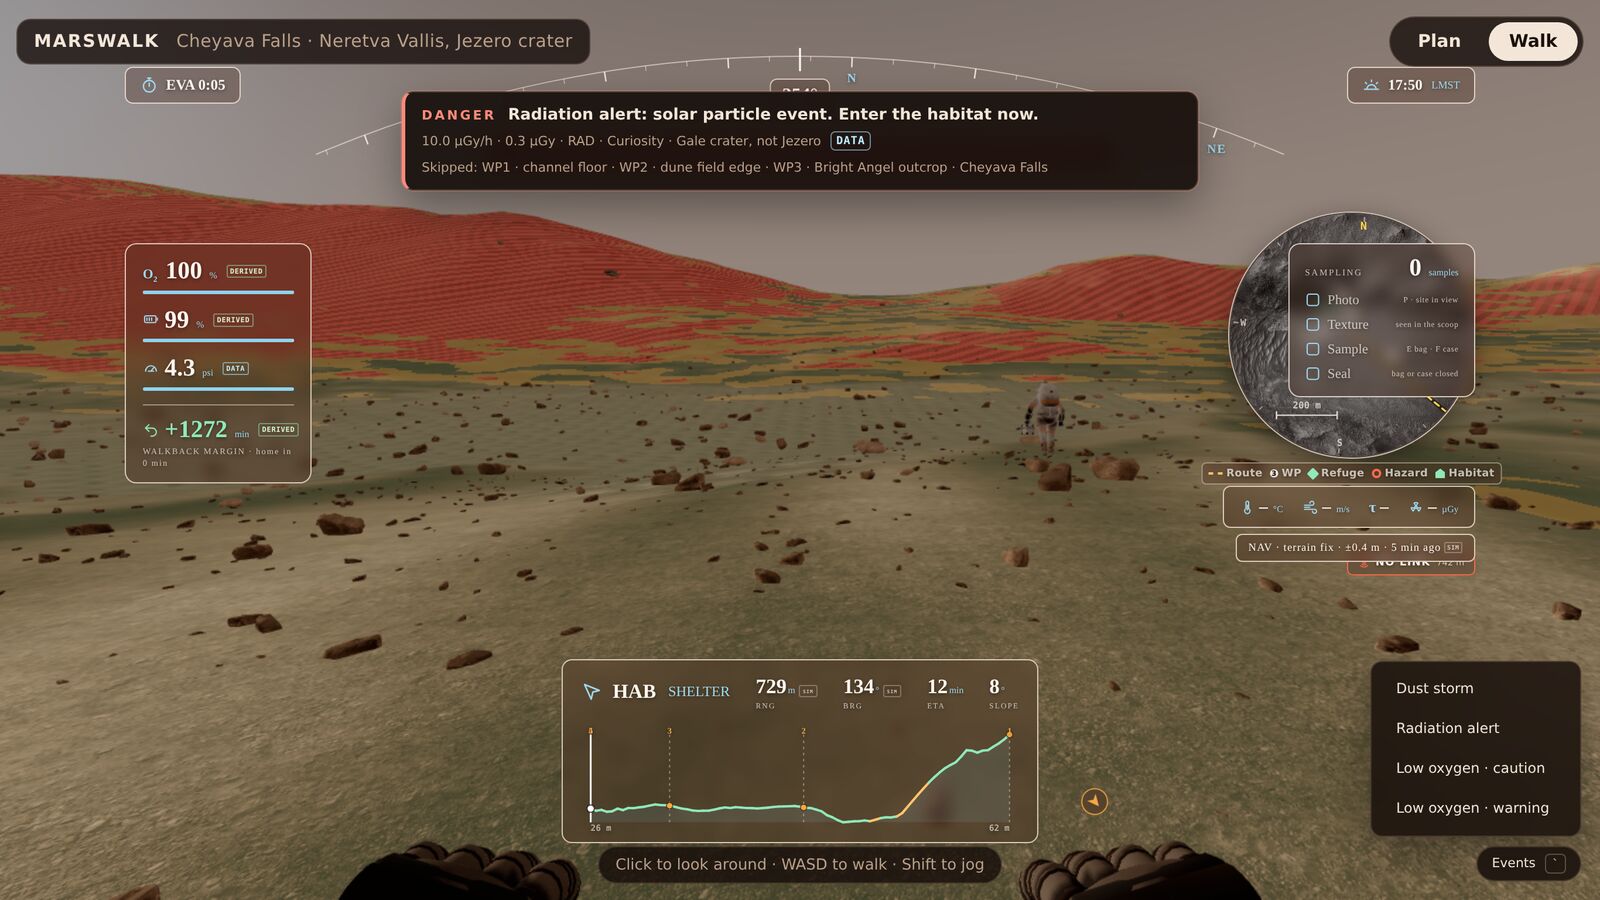 MARSWALK Cheyava Falls · Neretva Vallis, Jezero crater
Plan Walk
EVA 0:05
N
17:50 LMST
NE
DANGER Radiation alert: solar particle event. Enter the habitat now.
10.0 µGy/h · 0.3 µGy · RAD · Curiosity · Gale crater, not Jezero DATA
Skipped: WP1 · channel floor · WP2 · dune field edge · WP3 · Bright Angel outcrop · Cheyava Falls
O₂ 100 % DERIVED
99 % DERIVED
4.3 psi DATA
+1272 min DERIVED
WALKBACK MARGIN · home in
0 min
N
W
SAMPLING 0 samples
Photo P · site in view
Texture seen in the scoop
Sample E bag · F case
Seal bag or case closed
200 m
S
Route WP Refuge Hazard Habitat
– °C – m/s τ – – µGy
NAV · terrain fix · ±0.4 m · 5 min ago SIM
NO LINK 742 m
HAB SHELTER 729 m SIM 134° SIM 12 min 8°
RNG BRG ETA SLOPE
3 2
26 m 62 m
Dust storm
Radiation alert
Low oxygen · caution
Low oxygen · warning
Click to look around · WASD to walk · Shift to jog
Events `